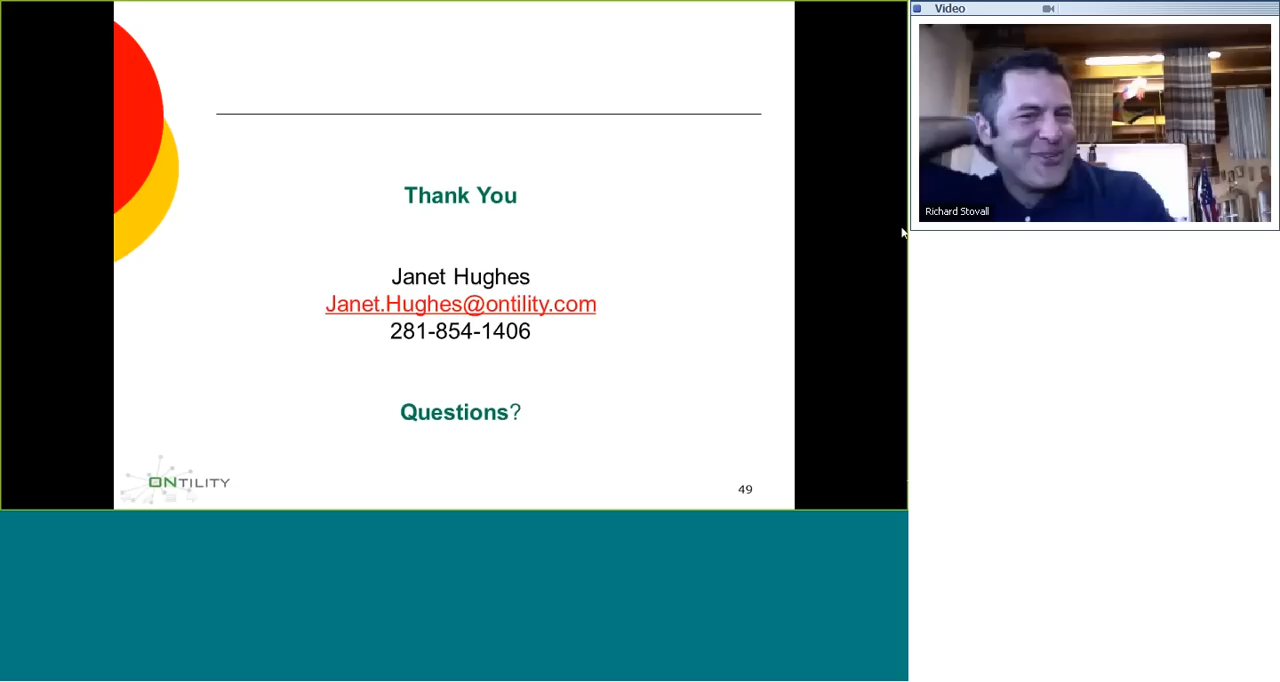 Thank You
Janet Hughes
Janet.Hughes@ontility.com
281-854-1406
Questions?
ONTILITY
49
Video
Richard Stovall